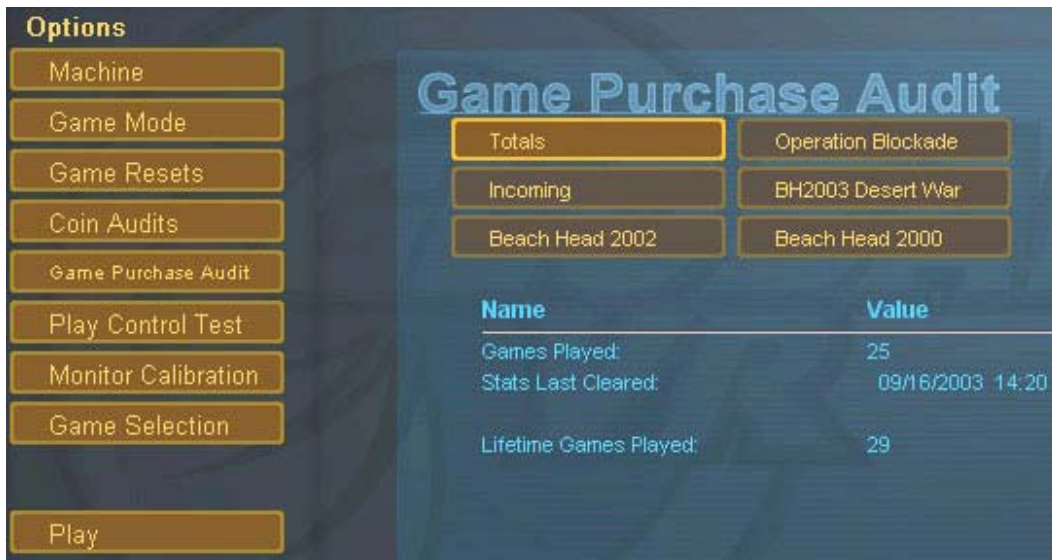 Options
Machine
Game Mode
Game Resets
Coin Audits
Game Purchase Audit
Play Control Test
Monitor Calibration
Game Selection
Play
Game Purchase Audit
Totals
Operation Blockade
Incoming
BH2003 Desert War
Beach Head 2002
Beach Head 2000
Name Value
Games Played: 25
Stats Last Cleared: 09/16/2003 14:20
Lifetime Games Played: 29